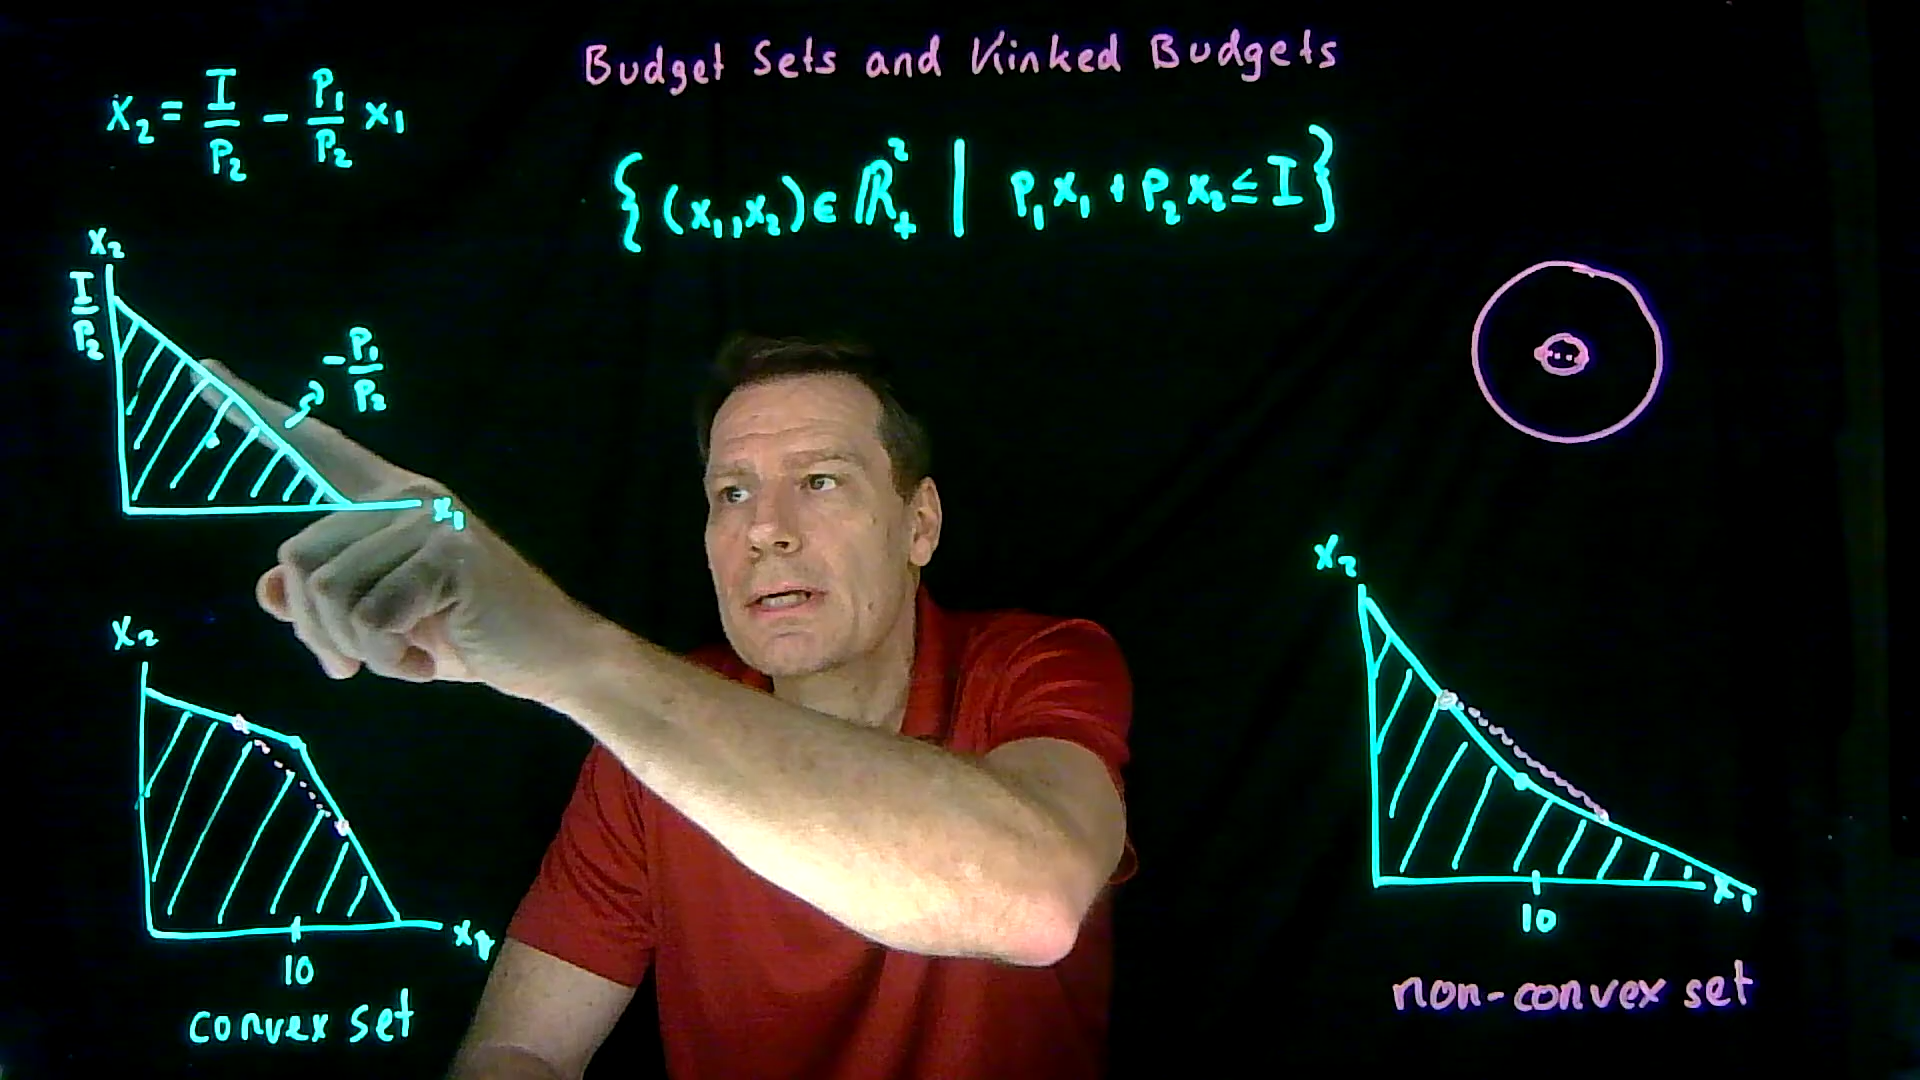 Budget Sets and Kinked Budgets
x₂ = I/P₂ - P₁/P₂ x₁
{(x₁,x₂) ∈ ℝ²₊ | P₁x₁ + P₂x₂ ≤ I}
x₂
I/P₂
-P₁/P₂
x₁
x₂
10
convex set
x₂
x₁
10
non-convex set